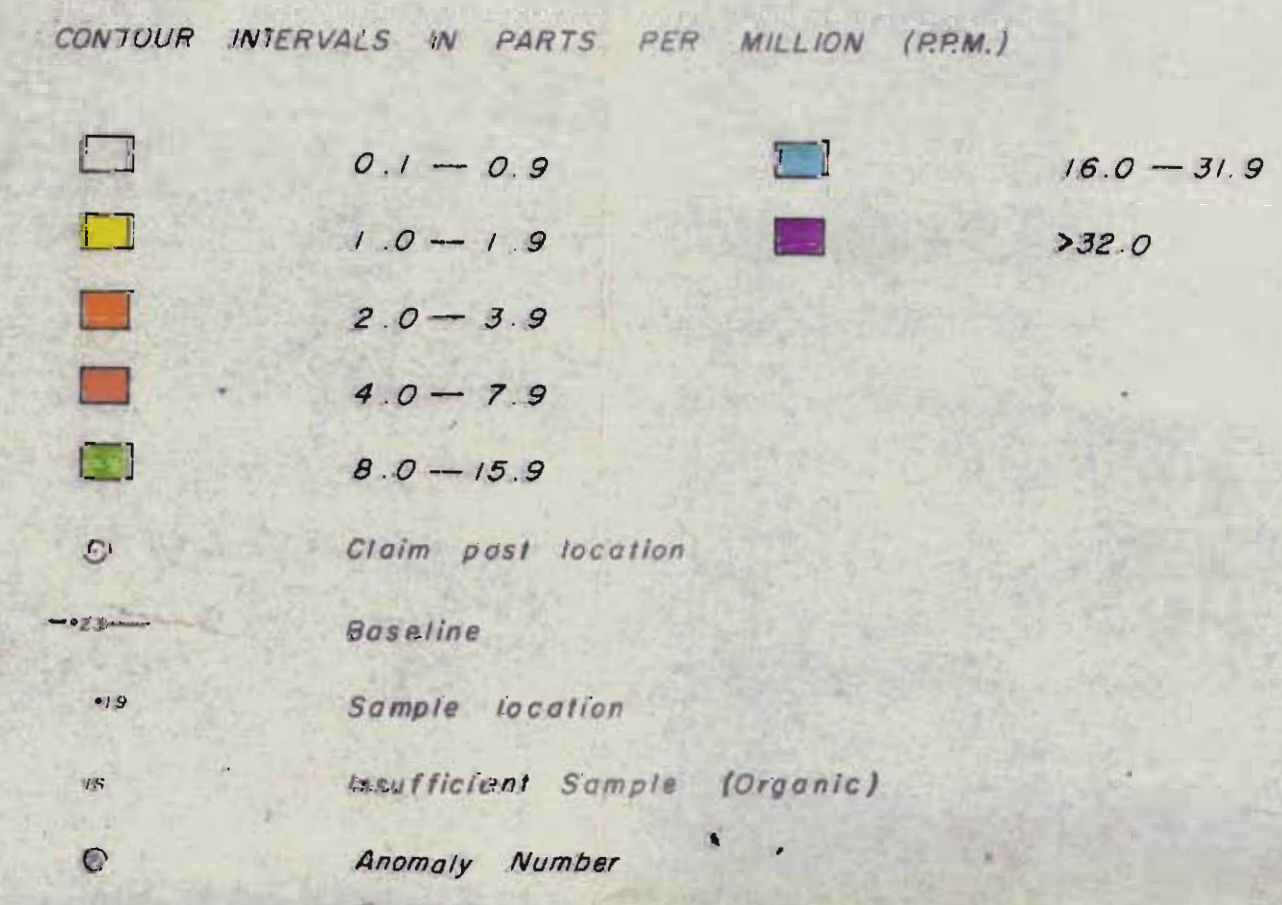 CONTOUR INTERVALS IN PARTS PER MILLION (P.P.M.)
0.1 — 0.9
1.0 — 1.9
2.0 — 3.9
4.0 — 7.9
8.0 — 15.9
16.0 — 31.9
>32.0
Claim post location
•23 Baseline
•19 Sample location
IS Insufficient Sample (Organic)
Anomaly Number